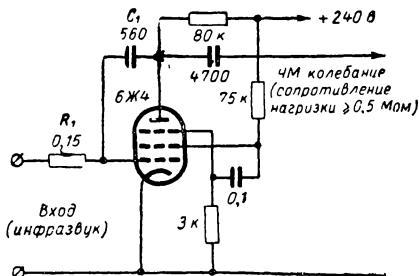 C₁
560
80 к
+ 240 в
4700
ЧМ колебание
(сопротивление
нагрузки ≥ 0,5 Мом)
75 к
6Ж4
R₁
0,15
0,1
Вход
(инфразвук)
3 к